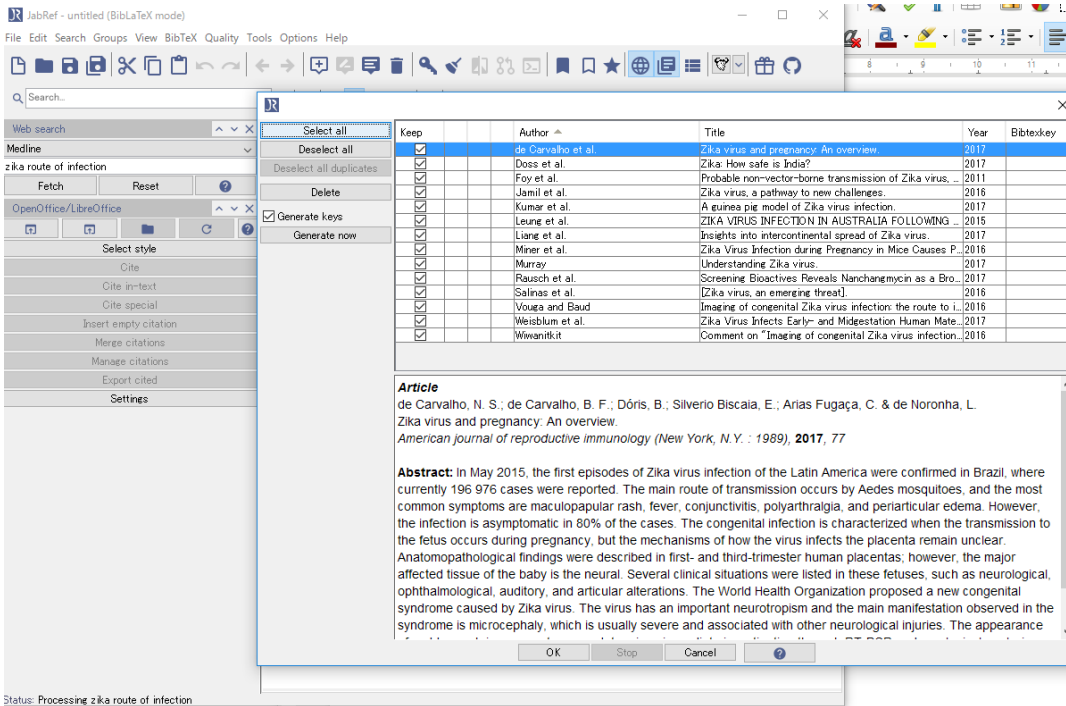 JabRef - untitled (BibLaTeX mode)
File Edit Search Groups View BibTeX Quality Tools Options Help
8 9 10 11
Search...
Web search
Medline
zika route of infection
Fetch Reset
OpenOffice/LibreOffice
Select style
Cite
Cite in-text
Cite special
Insert empty citation
Merge citations
Manage citations
Export cited
Settings
Select all
Deselect all
Deselect all duplicates
Delete
Generate keys
Generate now
Keep Author Title Year Bibtexkey
de Carvalho et al. Zika virus and pregnancy: An overview. 2017
Doss et al. Zika: How safe is India? 2017
Foy et al. Probable non-vector-borne transmission of Zika virus, ... 2011
Jamil et al. Zika virus, a pathway to new challenges. 2016
Kumar et al. A guinea pig model of Zika virus infection. 2017
Leung et al. ZIKA VIRUS INFECTION IN AUSTRALIA FOLLOWING ... 2015
Liang et al. Insights into intercontinental spread of Zika virus. 2017
Miner et al. Zika Virus Infection during Pregnancy in Mice Causes P... 2016
Murray Understanding Zika virus. 2017
Rausch et al. Screening Bioactives Reveals Nanchangmycin as a Bro... 2017
Salinas et al. [Zika virus, an emerging threat]. 2016
Vouga and Baud Imaging of congenital Zika virus infection: the route to i... 2016
Weisblum et al. Zika Virus Infects Early- and Midgestation Human Mate... 2017
Wiwanitkit Comment on "Imaging of congenital Zika virus infection... 2016
Article
de Carvalho, N. S.; de Carvalho, B. F.; Dóris, B.; Silverio Biscaia, E.; Arias Fugaça, C. & de Noronha, L.
Zika virus and pregnancy: An overview.
American journal of reproductive immunology (New York, N.Y. : 1989), 2017, 77
Abstract: In May 2015, the first episodes of Zika virus infection of the Latin America were confirmed in Brazil, where
currently 196 976 cases were reported. The main route of transmission occurs by Aedes mosquitoes, and the most
common symptoms are maculopapular rash, fever, conjunctivitis, polyarthralgia, and periarticular edema. However,
the infection is asymptomatic in 80% of the cases. The congenital infection is characterized when the transmission to
the fetus occurs during pregnancy, but the mechanisms of how the virus infects the placenta remain unclear.
Anatomopathological findings were described in first- and third-trimester human placentas; however, the major
affected tissue of the baby is the neural. Several clinical situations were listed in these fetuses, such as neurological,
ophthalmological, auditory, and articular alterations. The World Health Organization proposed a new congenital
syndrome caused by Zika virus. The virus has an important neurotropism and the main manifestation observed in the
syndrome is microcephaly, which is usually severe and associated with other neurological injuries. The appearance
OK Stop Cancel
Status: Processing zika route of infection